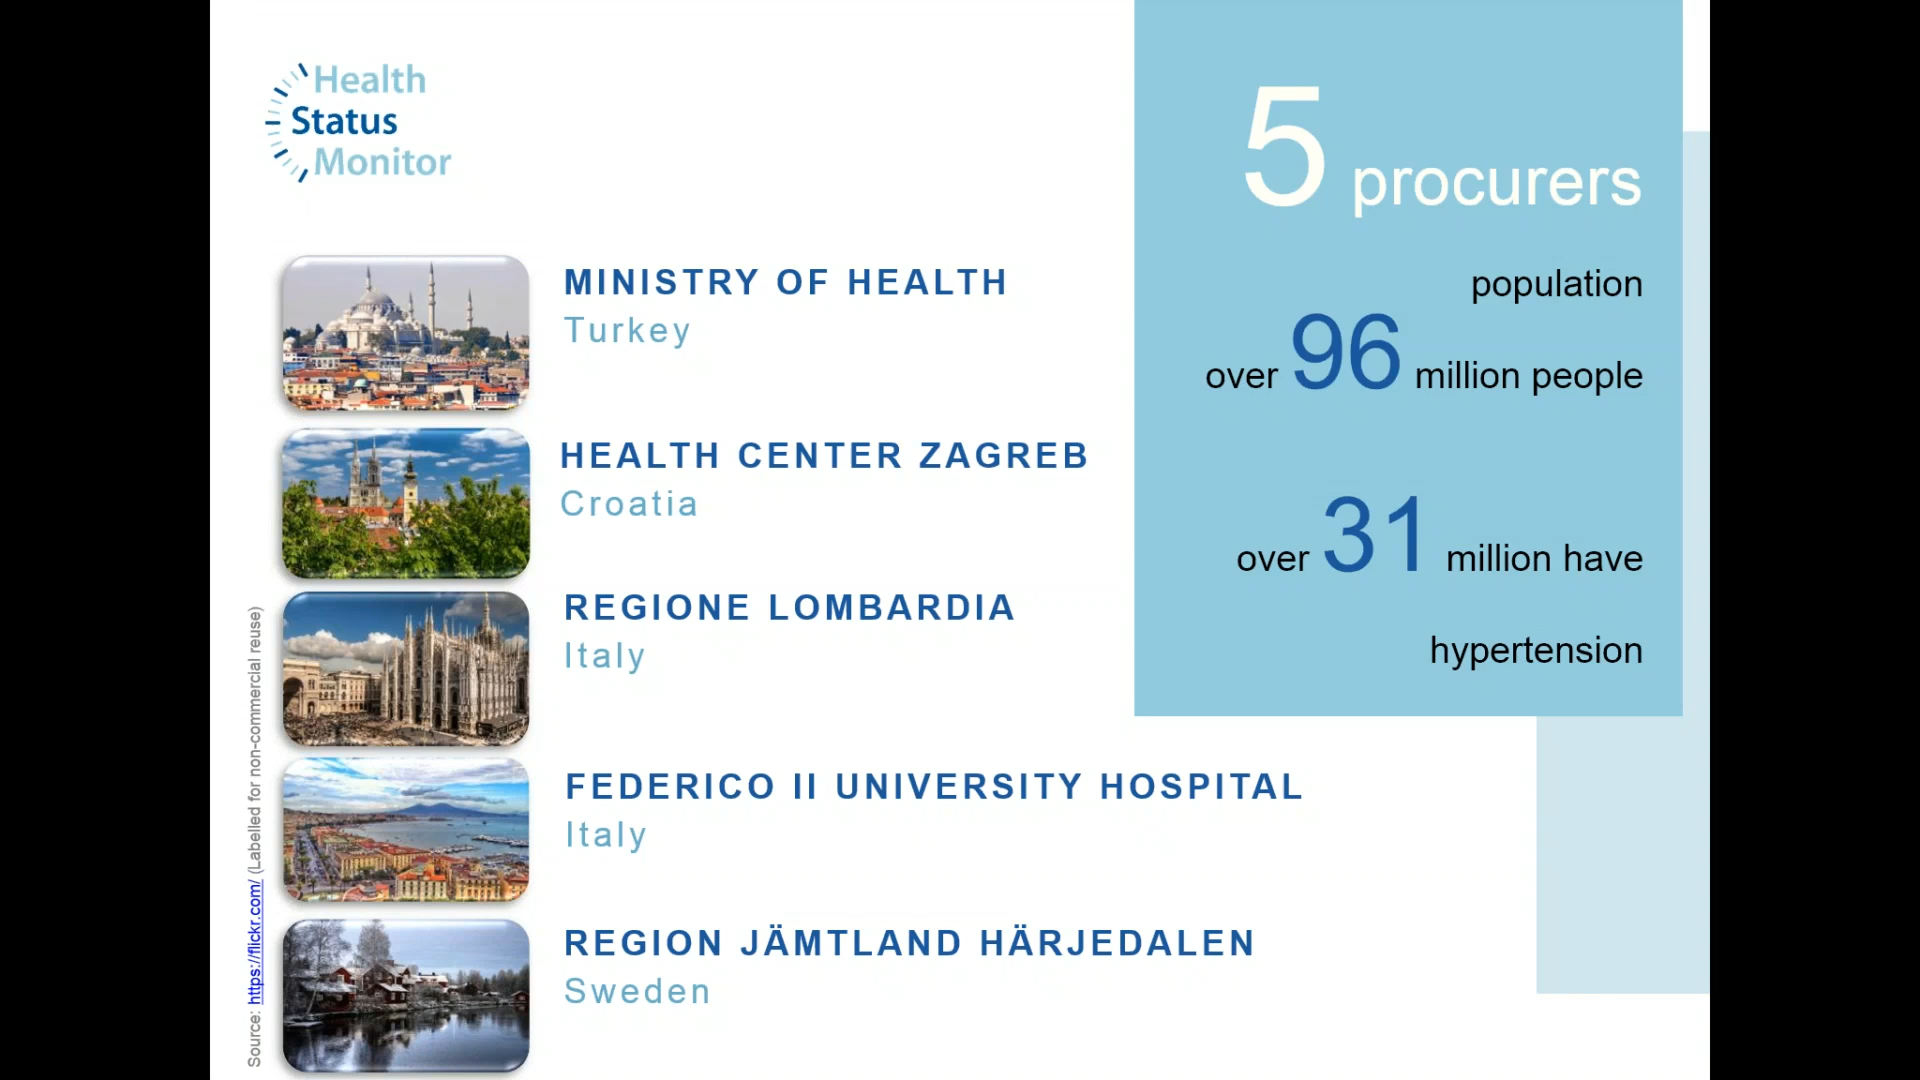 Health
Status
Monitor
5 procurers
population
over 96 million people
over 31 million have
hypertension
MINISTRY OF HEALTH
Turkey
HEALTH CENTER ZAGREB
Croatia
REGIONE LOMBARDIA
Italy
FEDERICO II UNIVERSITY HOSPITAL
Italy
REGION JÄMTLAND HÄRJEDALEN
Sweden
Source: https://flickr.com/ (Labelled for non-commercial reuse)